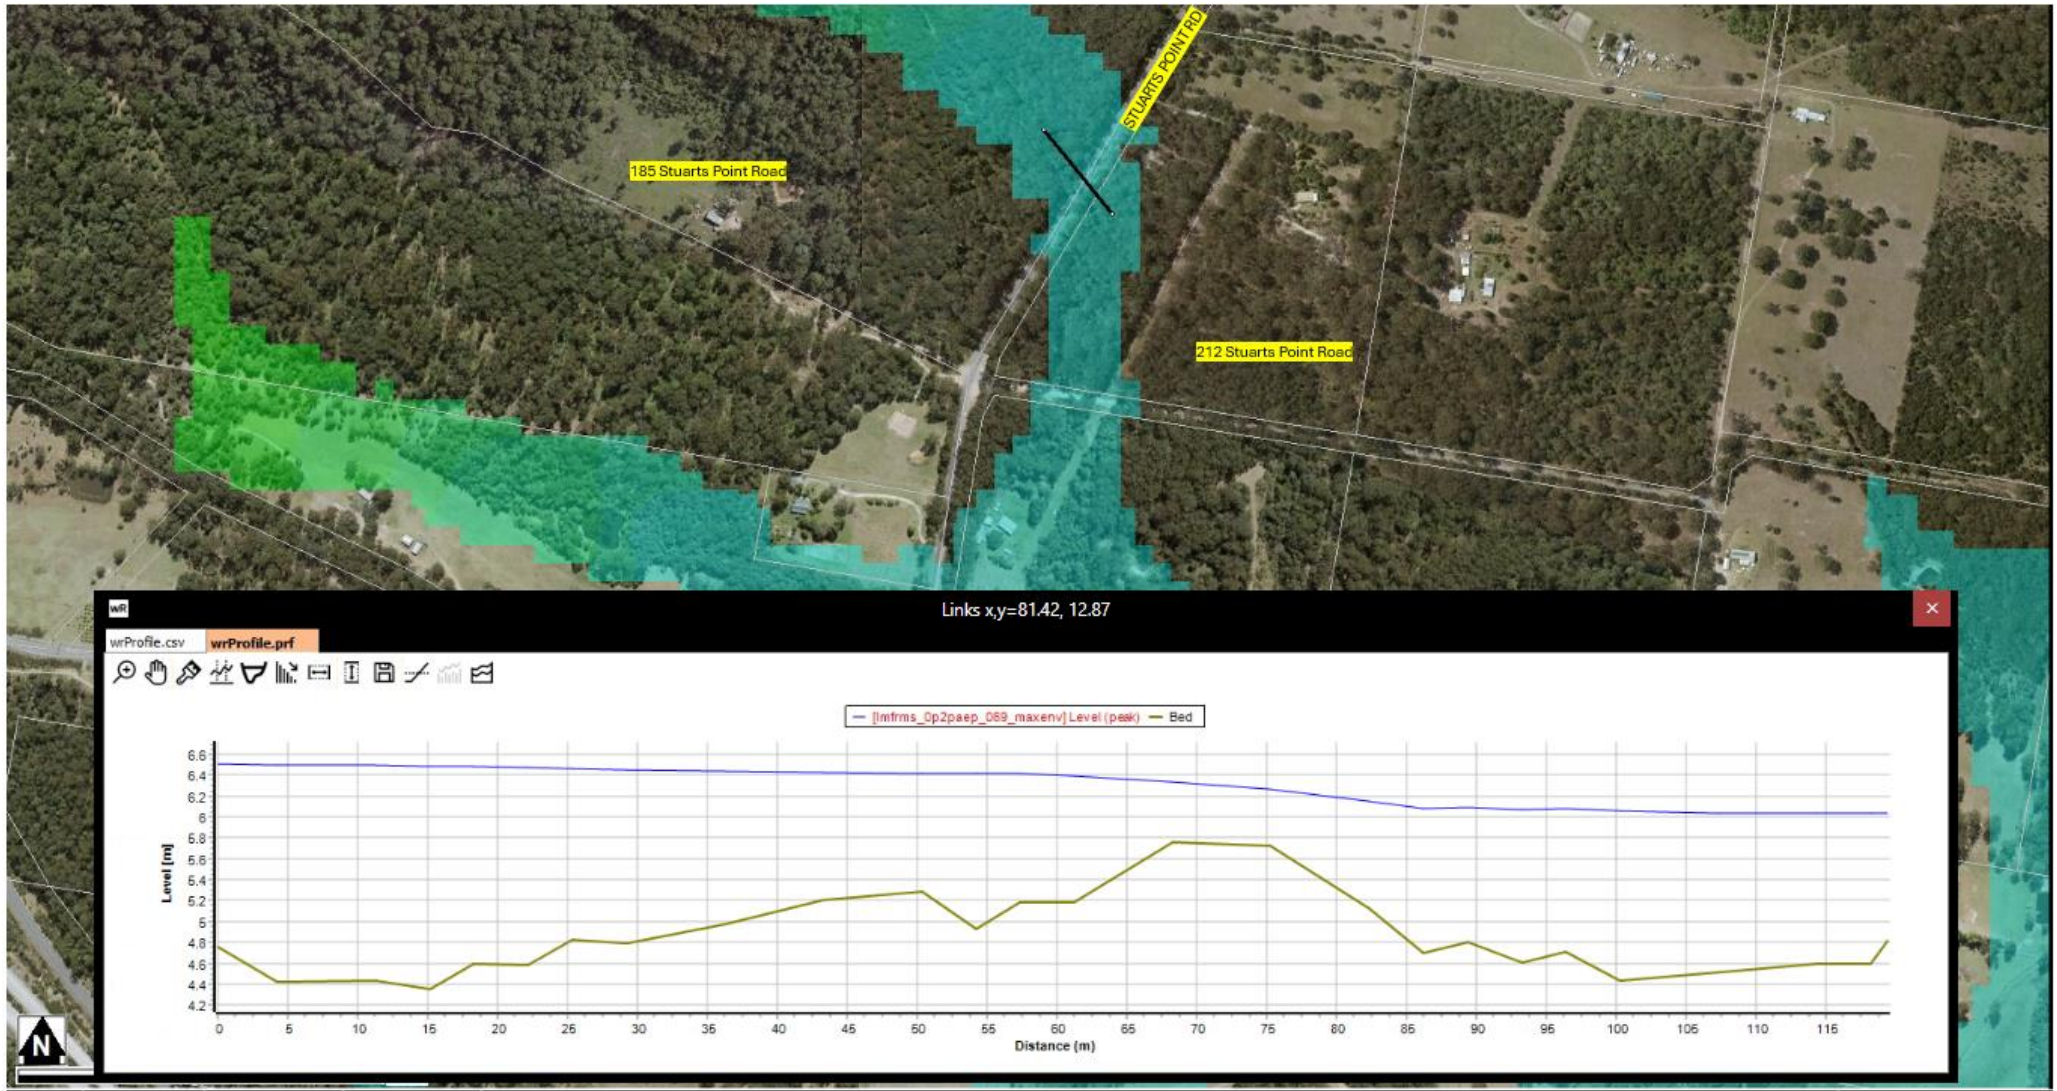 STUARTS POINT RD
185 Stuarts Point Road
212 Stuarts Point Road
wR
Links x,y=81.42, 12.87
wrProfile.csv
wrProfile.prf
[lmfrms_0p2paep_089_maxenv] Level (peak)
Bed
Level [m]
6.6
6.4
6.2
6
5.8
5.6
5.4
5.2
5
4.8
4.6
4.4
4.2
0 5 10 15 20 25 30 35 40 45 50 55 60 65 70 75 80 85 90 95 100 105 110 115
Distance (m)
N